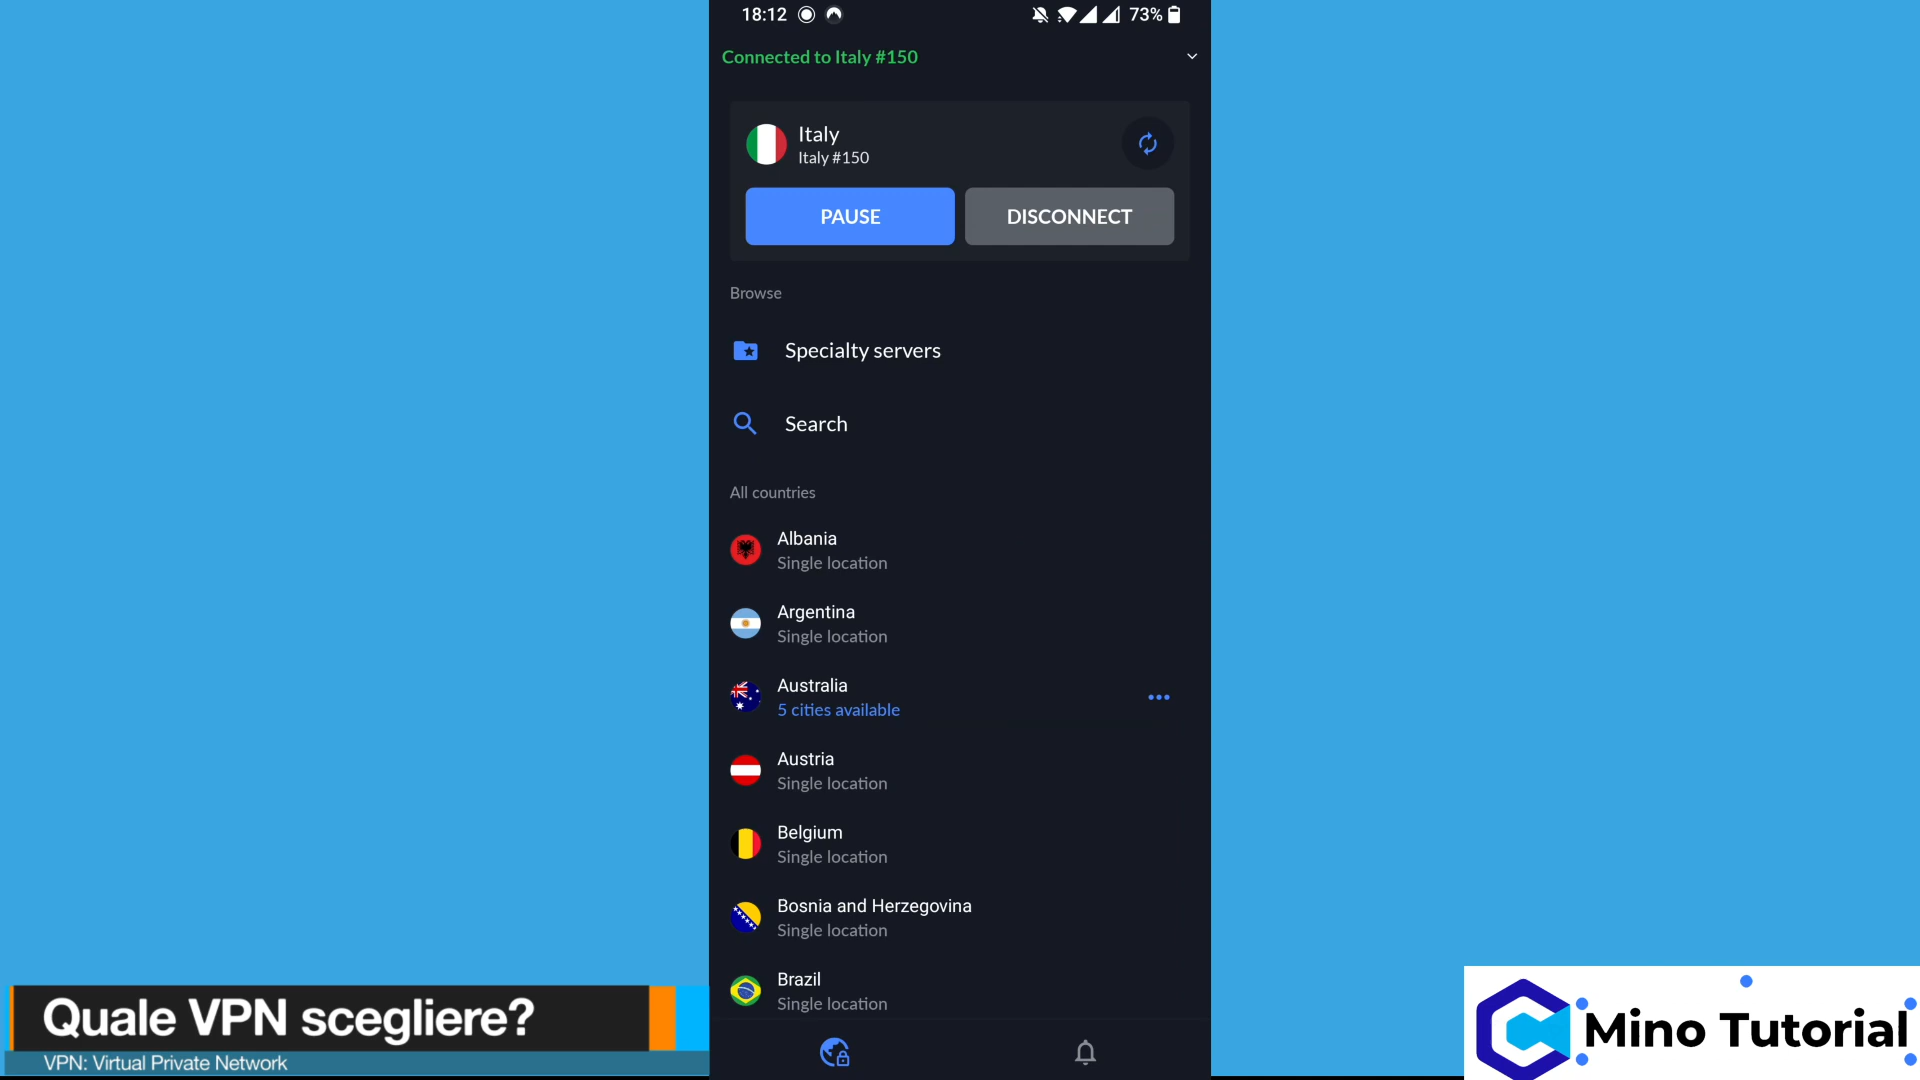 18:12 73%
Connected to Italy #150
Italy
Italy #150
PAUSE DISCONNECT
Browse
Specialty servers
Search
All countries
Albania
Single location
Argentina
Single location
Australia
5 cities available
Austria
Single location
Belgium
Single location
Bosnia and Herzegovina
Single location
Brazil
Single location
Quale VPN scegliere?
VPN: Virtual Private Network
Mino Tutorial